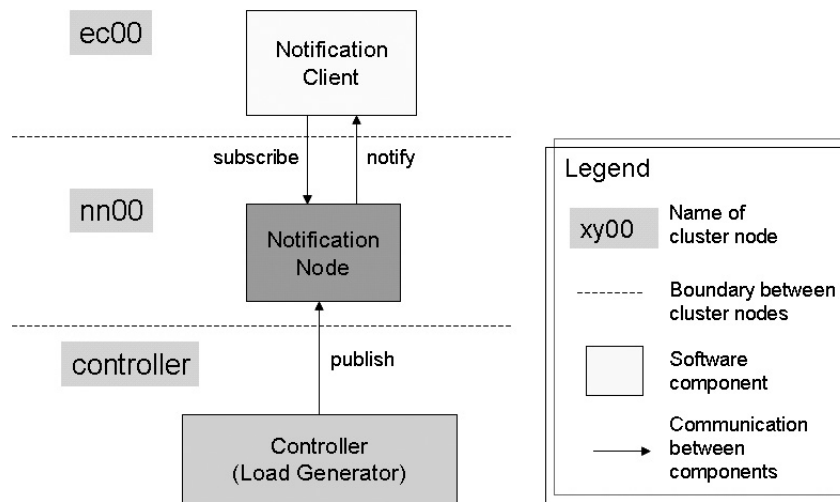 ec00
Notification
Client
subscribe
notify
nn00
Notification
Node
controller
publish
Controller
(Load Generator)
Legend
xy00
Name of
cluster node
Boundary between
cluster nodes
Software
component
Communication
between
components